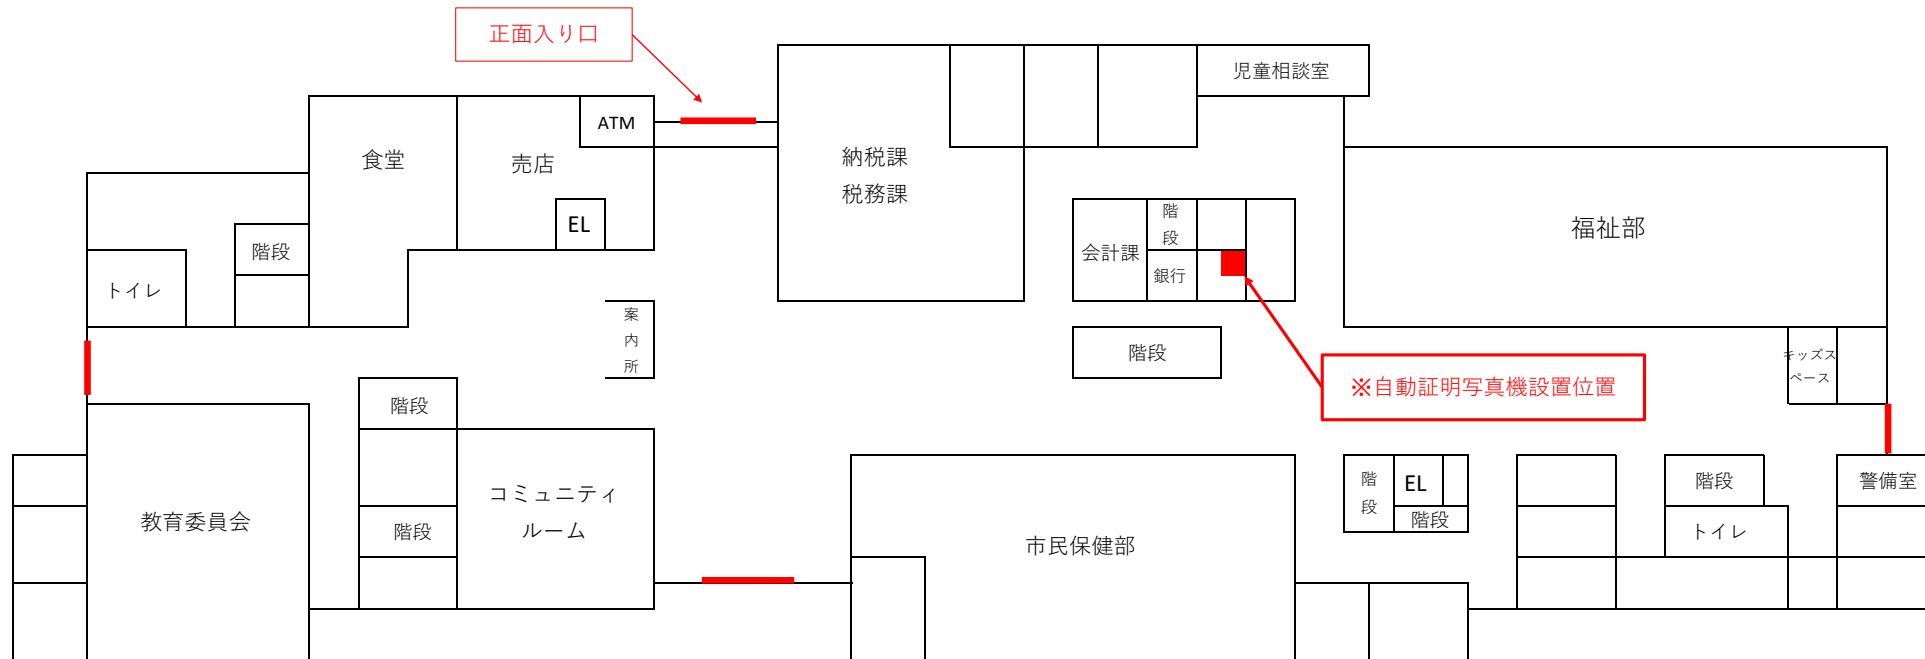 正面入り口
児童相談室
ATM
食堂
売店
納税課
税務課
階
段
EL
福祉部
階段
会計課
銀行
トイレ
案
内
所
階段
キッズス
ペース
※自動証明写真機設置位置
階段
階
段
EL
階段
警備室
コミュニティ
ルーム
教育委員会
階段
階段
トイレ
市民保健部